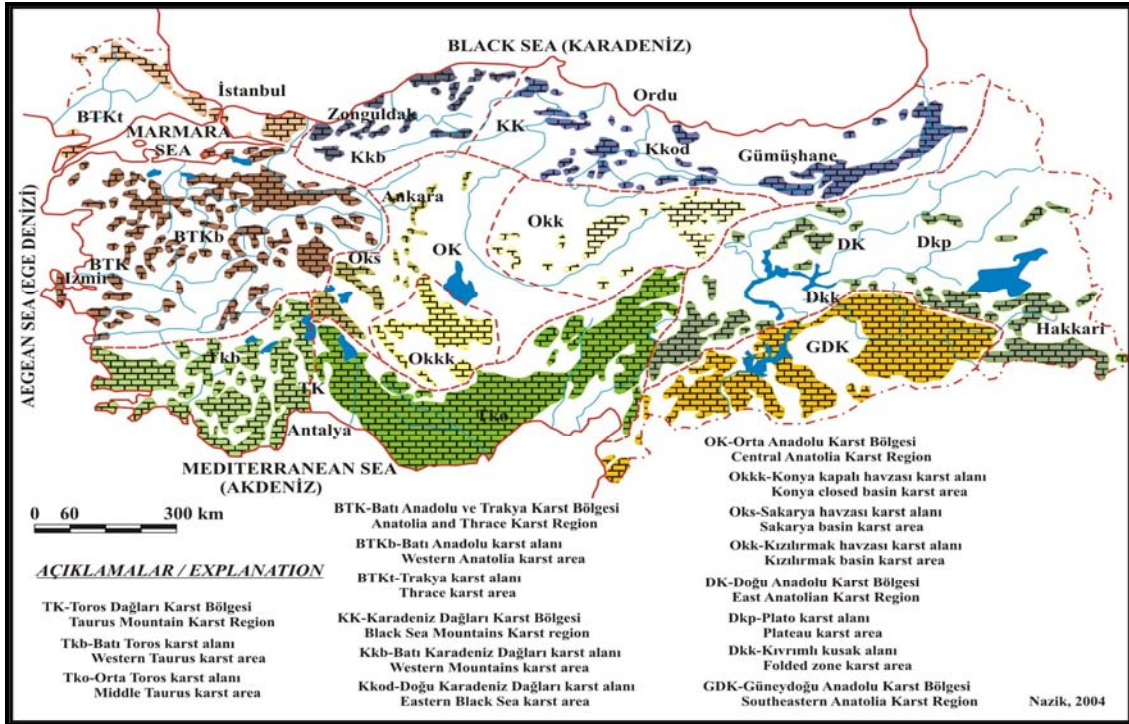 BLACK SEA (KARADENİZ)
İstanbul
Ordu
Zonguldak
BTKt
KK
MARMARA
SEA
Kkb
Kkod
Gümüşhane
AEGEAN SEA (EGE DENİZİ)
Ankara
Okk
BTKb
OK
DK
Dkp
BTK
Oks
Izmir
Dkk
Hakkari
Okkk
GDK
Tkb
TK
Tko
Antalya
MEDITERRANEAN SEA
(AKDENİZ)
0 60 300 km
AÇIKLAMALAR / EXPLANATION
TK-Toros Dağları Karst Bölgesi
Taurus Mountain Karst Region
Tkb-Batı Toros karst alanı
Western Taurus karst area
Tko-Orta Toros karst alanı
Middle Taurus karst area
BTK-Batı Anadolu ve Trakya Karst Bölgesi
Anatolia and Thrace Karst Region
BTKb-Batı Anadolu karst alanı
Western Anatolia karst area
BTKt-Trakya karst alanı
Thrace karst area
KK-Karadeniz Dağları Karst Bölgesi
Black Sea Mountains Karst region
Kkb-Batı Karadeniz Dağları karst alanı
Western Mountains karst area
Kkod-Doğu Karadeniz Dağları karst alanı
Eastern Black Sea karst area
OK-Orta Anadolu Karst Bölgesi
Central Anatolia Karst Region
Okkk-Konya kapalı havzası karst alanı
Konya closed basin karst area
Oks-Sakarya havzası karst alanı
Sakarya basin karst area
Okk-Kızılırmak havzası karst alanı
Kızılırmak basin karst area
DK-Doğu Anadolu Karst Bölgesi
East Anatolian Karst Region
Dkp-Plato karst alanı
Plateau karst area
Dkk-Kıvrımlı kusak alanı
Folded zone karst area
GDK-Güneydoğu Anadolu Karst Bölgesi
Southeastern Anatolia Karst Region
Nazik, 2004